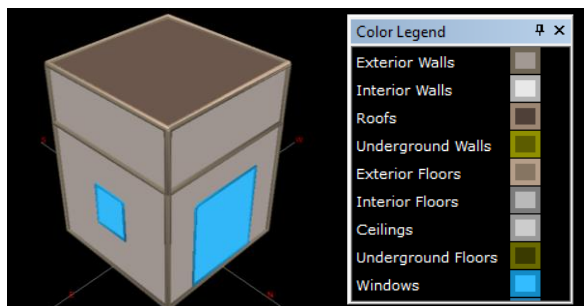 Color Legend
Exterior Walls
Interior Walls
Roofs
Underground Walls
Exterior Floors
Interior Floors
Ceilings
Underground Floors
Windows